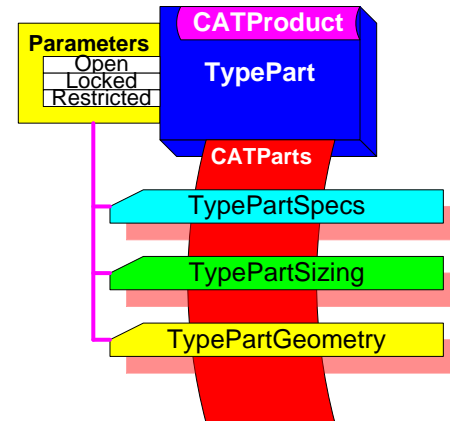 CATProduct
Parameters
Open
Locked
Restricted
TypePart
CATParts
TypePartSpecs
TypePartSizing
TypePartGeometry